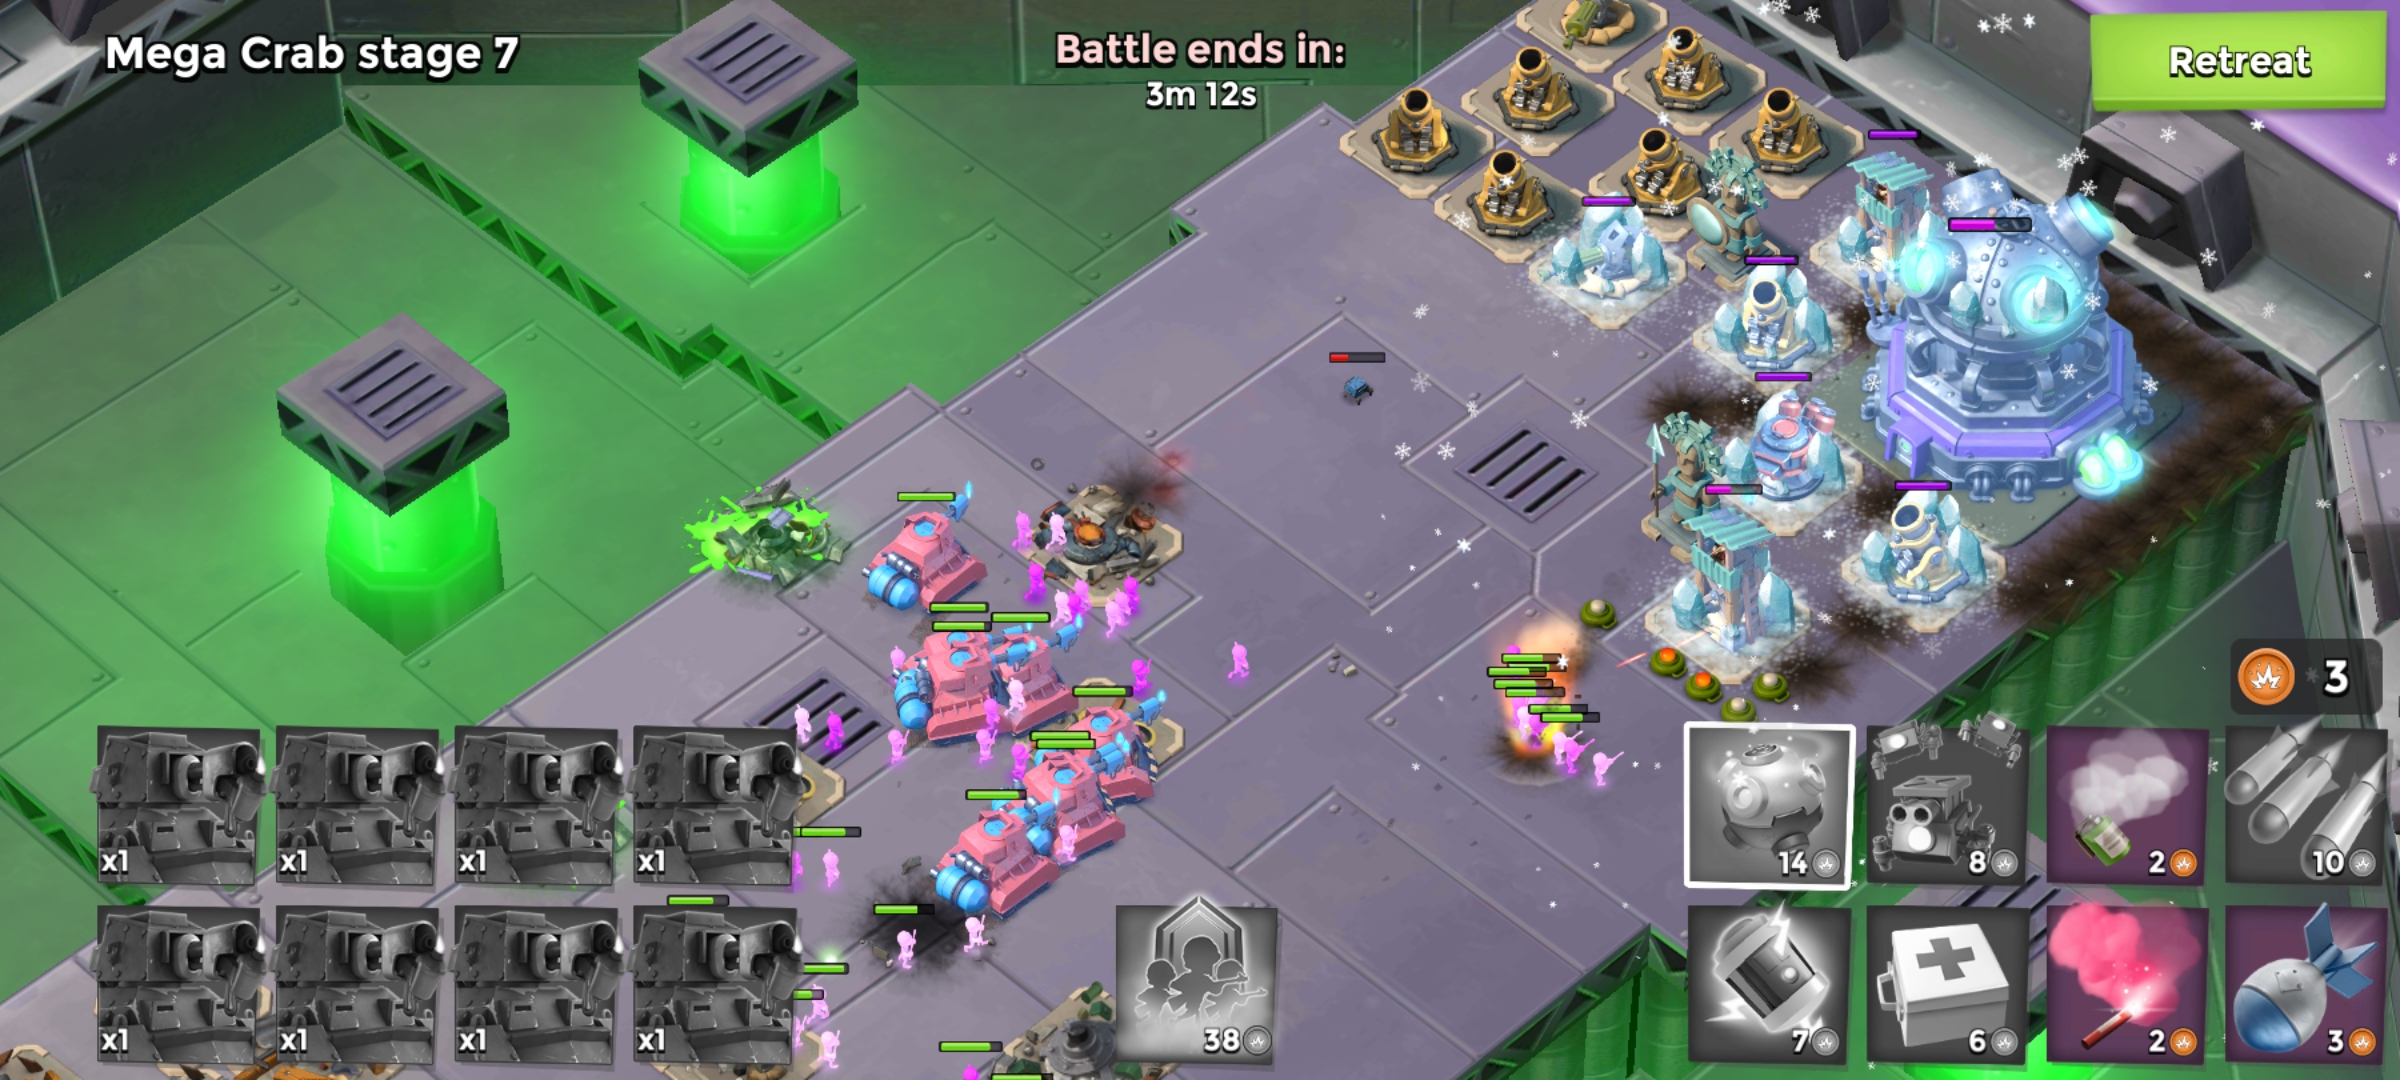 Mega Crab stage 7
Battle ends in:
3m 12s
Retreat
3
x1
x1
x1
x1
14
8
2
10
x1
x1
x1
x1
38
7
6
2
3